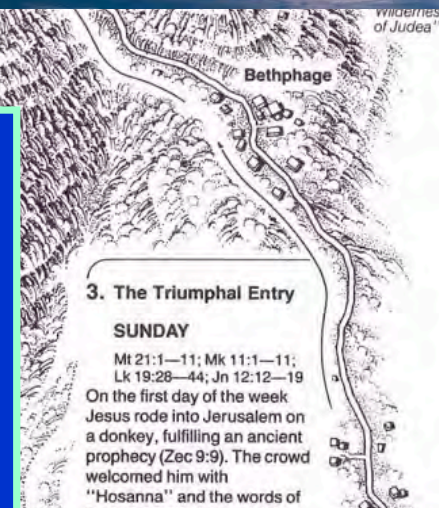 Wilderness
of Judea"
Bethphage
3. The Triumphal Entry
SUNDAY
Mt 21:1—11; Mk 11:1—11;
Lk 19:28—44; Jn 12:12—19
On the first day of the week
Jesus rode into Jerusalem on
a donkey, fulfilling an ancient
prophecy (Zec 9:9). The crowd
welcomed him with
"Hosanna" and the words of